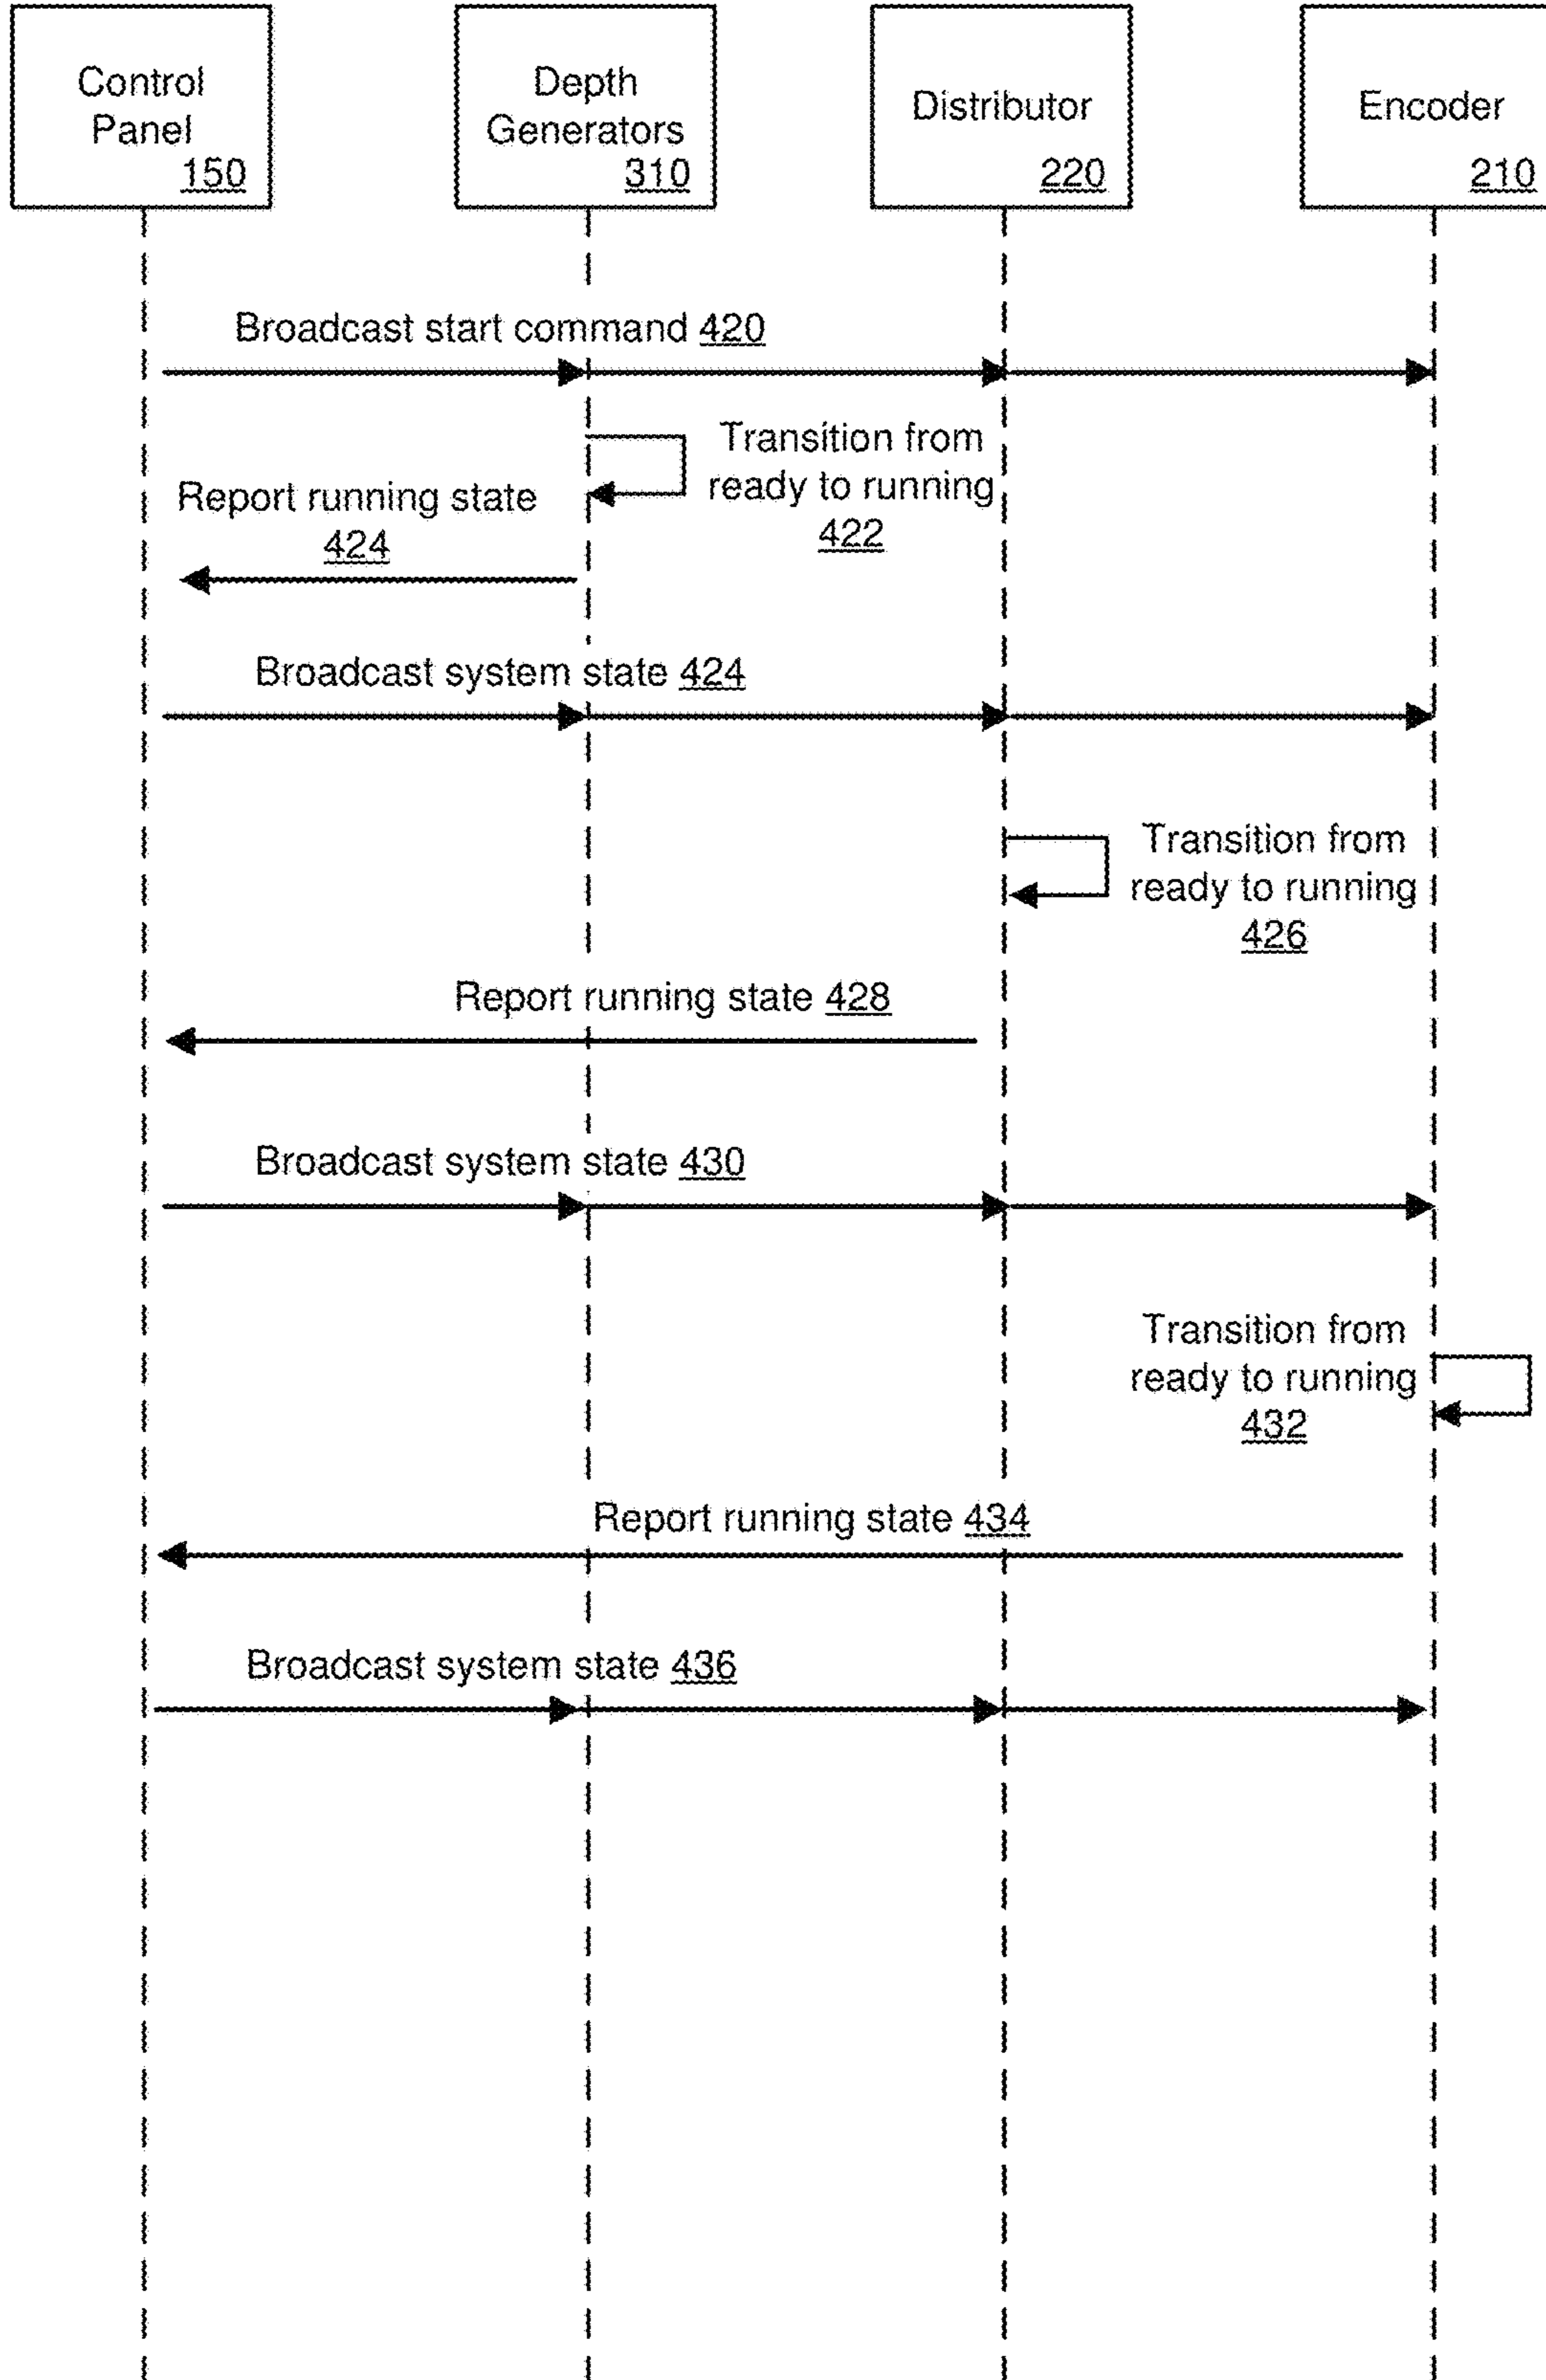 Control
Panel
150
Depth
Generators
310
Distributor
220
Encoder
210
Broadcast start command 420
Transition from
ready to running
422
Report running state
424
Broadcast system state 424
Transition from
ready to running
426
Report running state 428
Broadcast system state 430
Transition from
ready to running
432
Report running state 434
Broadcast system state 436